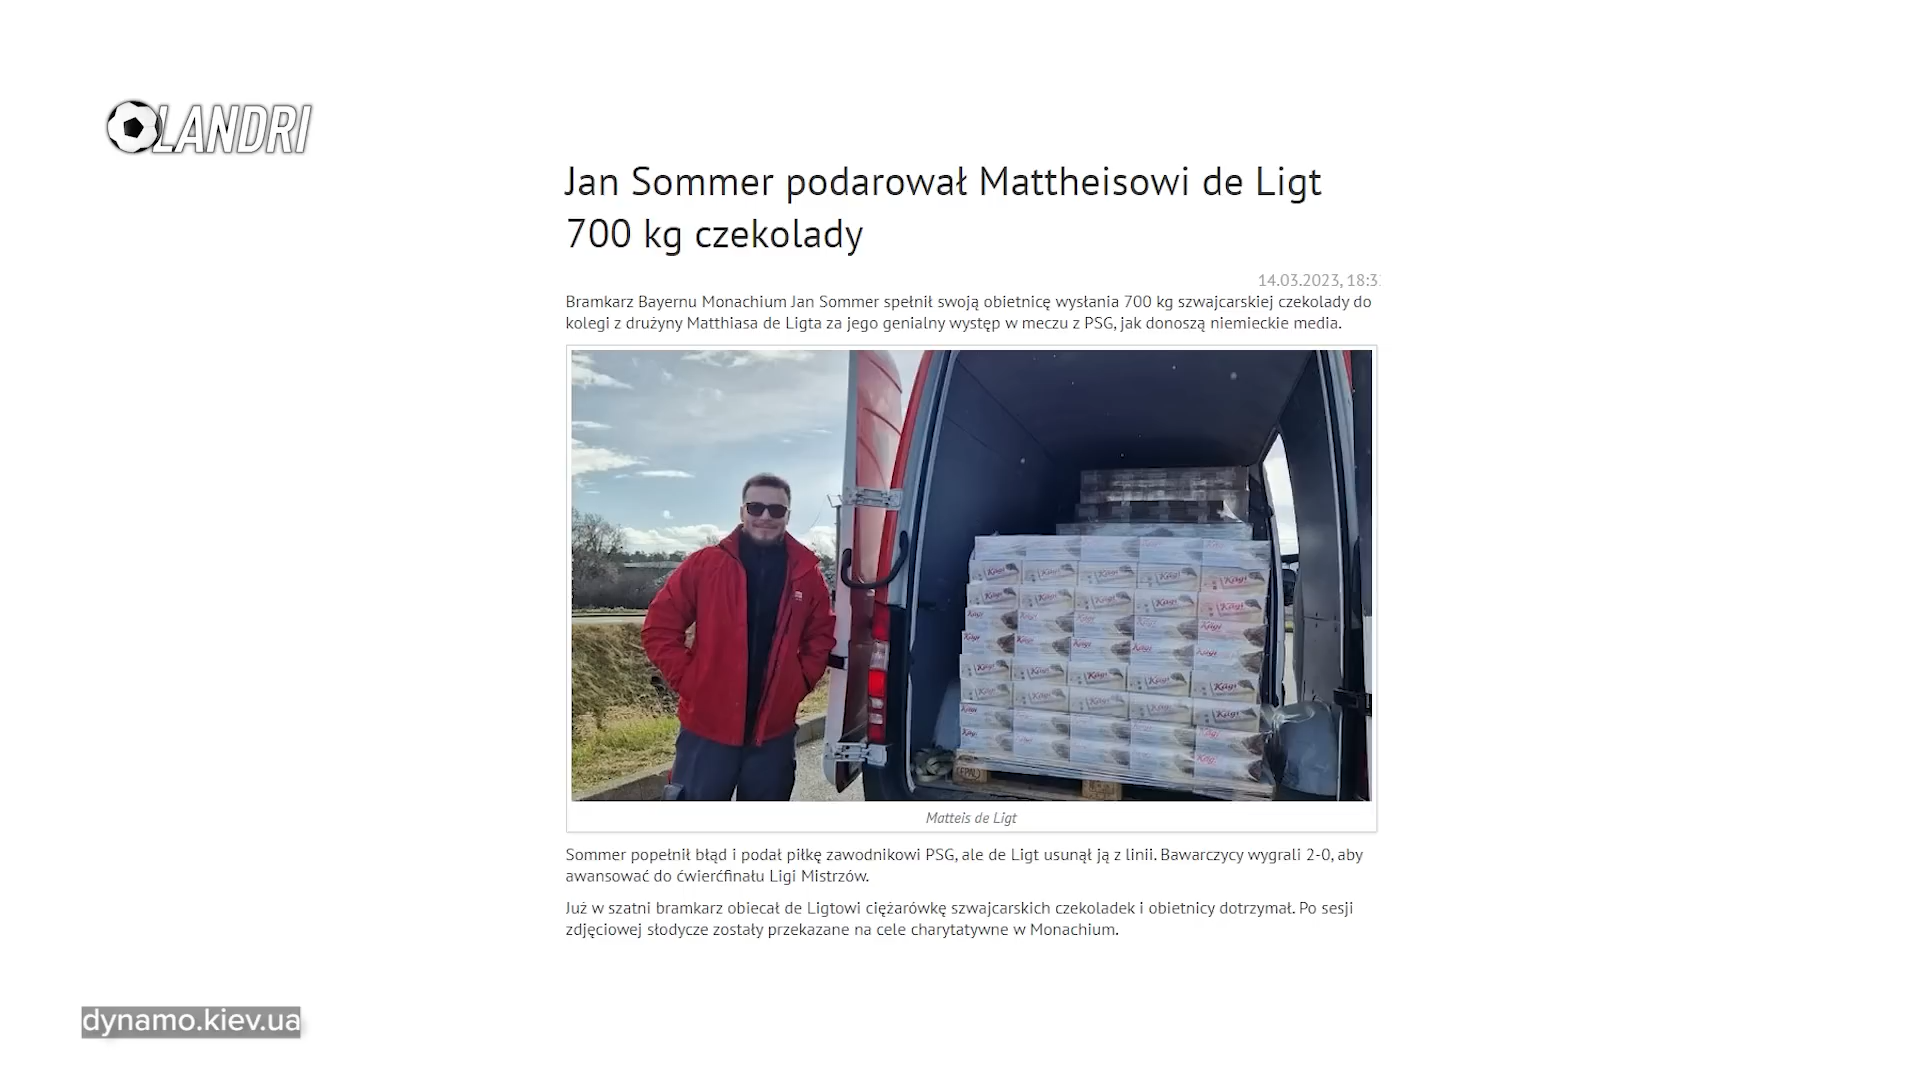 LANDRI
Jan Sommer podarował Mattheisowi de Ligt
700 kg czekolady
14.03.2023, 18:3
Bramkarz Bayernu Monachium Jan Sommer spełnił swoją obietnicę wysłania 700 kg szwajcarskiej czekolady do
kolegi z drużyny Matthiasa de Ligta za jego genialny występ w meczu z PSG, jak donoszą niemieckie media.
Kägi
Matteis de Ligt
Sommer popełnił błąd i podał piłkę zawodnikowi PSG, ale de Ligt usunął ją z linii. Bawarczycy wygrali 2-0, aby
awansować do ćwierćfinału Ligi Mistrzów.
Już w szatni bramkarz obiecał de Ligtowi ciężarówkę szwajcarskich czekoladek i obietnicy dotrzymał. Po sesji
zdjęciowej słodycze zostały przekazane na cele charytatywne w Monachium.
dynamo.kiev.ua